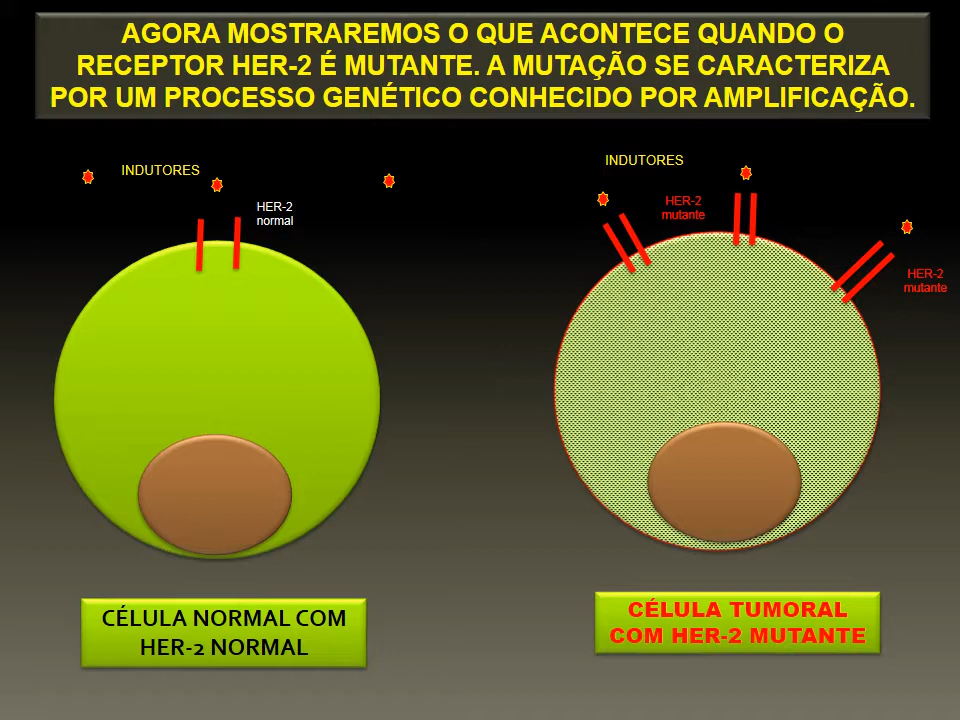 AGORA MOSTRAREMOS O QUE ACONTECE QUANDO O
RECEPTOR HER-2 É MUTANTE. A MUTAÇÃO SE CARACTERIZA
POR UM PROCESSO GENÉTICO CONHECIDO POR AMPLIFICAÇÃO.
INDUTORES
HER-2
normal
INDUTORES
HER-2
mutante
HER-2
mutante
CÉLULA NORMAL COM
HER-2 NORMAL
CÉLULA TUMORAL
COM HER-2 MUTANTE